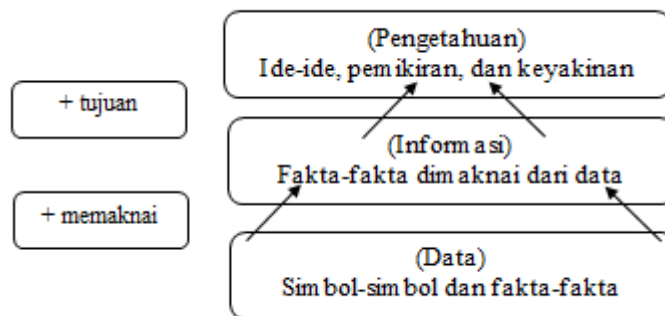 (Pengetahuan)
Ide-ide, pemikiran, dan keyakinan
+ tujuan
(Informasi)
Fakta-fakta dimaknai dari data
+ memaknai
(Data)
Simbol-simbol dan fakta-fakta